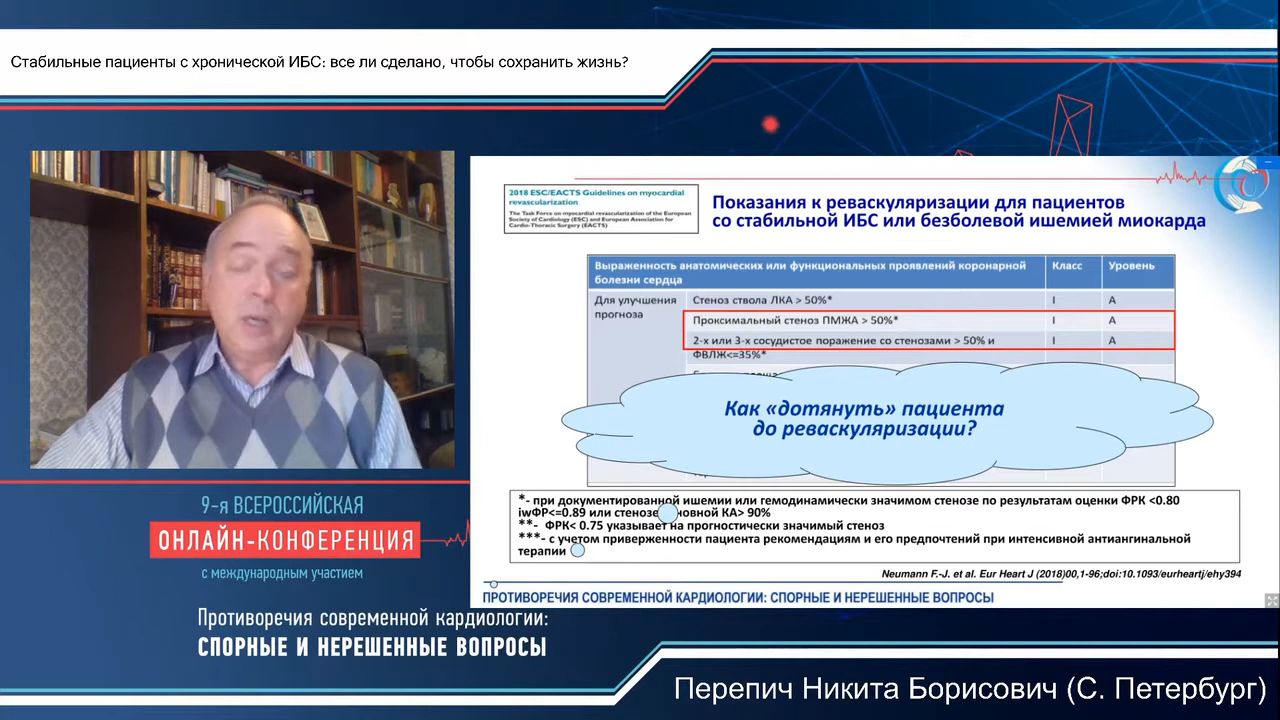 Стабильные пациенты с хронической ИБС: все ли сделано, чтобы сохранить жизнь?
2018 ESC/EACTS Guidelines on myocardial
revascularization
The Task Force on myocardial revascularization of the European
Society of Cardiology (ESC) and European Association for
Cardio-Thoracic Surgery (EACTS)
Показания к реваскуляризации для пациентов
со стабильной ИБС или безболевой ишемией миокарда
Выраженность анатомических или функциональных проявлений коронарной
болезни сердца
Класс
Уровень
Для улучшения
прогноза
Стеноз ствола ЛКА > 50%*
I
A
Проксимальный стеноз ПМЖА > 50%*
I
A
2-х или 3-х сосудистое поражение со стенозами > 50% и
ФВЛЖ<=35%*
I
A
Как «дотянуть» пациента
до реваскуляризации?
*- при документированной ишемии или гемодинамически значимом стенозе по результатам оценки ФРК <0.80
iwФР<=0.89 или стенозе новной КА> 90%
**- ФРК< 0.75 указывает на прогностически значимый стеноз
***- с учетом приверженности пациента рекомендациям и его предпочтений при интенсивной антиангинальной
терапии
Neumann F.-J. et al. Eur Heart J (2018)00,1-96;doi:10.1093/eurheartj/ehy394
ПРОТИВОРЕЧИЯ СОВРЕМЕННОЙ КАРДИОЛОГИИ: СПОРНЫЕ И НЕРЕШЕННЫЕ ВОПРОСЫ
9-я ВСЕРОССИЙСКАЯ
ОНЛАЙН-КОНФЕРЕНЦИЯ
с международным участием
Противоречия современной кардиологии:
СПОРНЫЕ И НЕРЕШЕННЫЕ ВОПРОСЫ
Перепич Никита Борисович (С. Петербург)